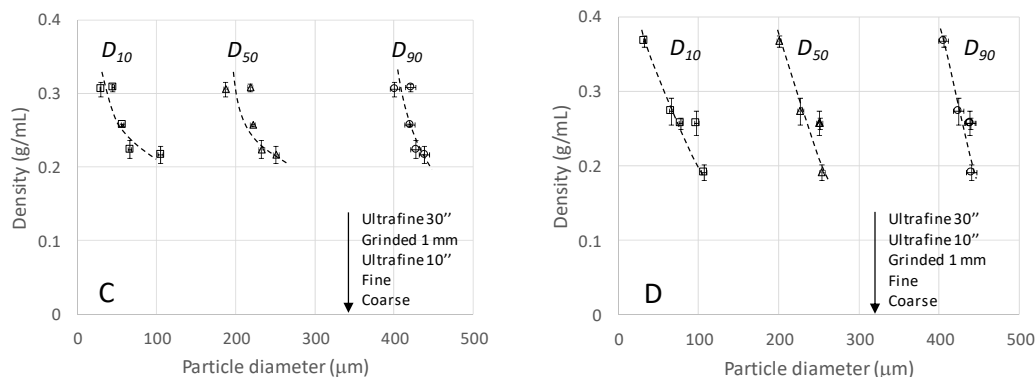 0.4
0.3
0.2
0.1
0
Density (g/mL)
D10
D50
D90
Ultrafine 30’’
Grinded 1 mm
Ultrafine 10’’
Fine
Coarse
C
0 100 200 300 400 500
Particle diameter (μm)
0.4
0.3
0.2
0.1
0
Density (g/mL)
D10
D50
D90
Ultrafine 30’’
Ultrafine 10’’
Grinded 1 mm
Fine
Coarse
D
0 100 200 300 400 500
Particle diameter (μm)